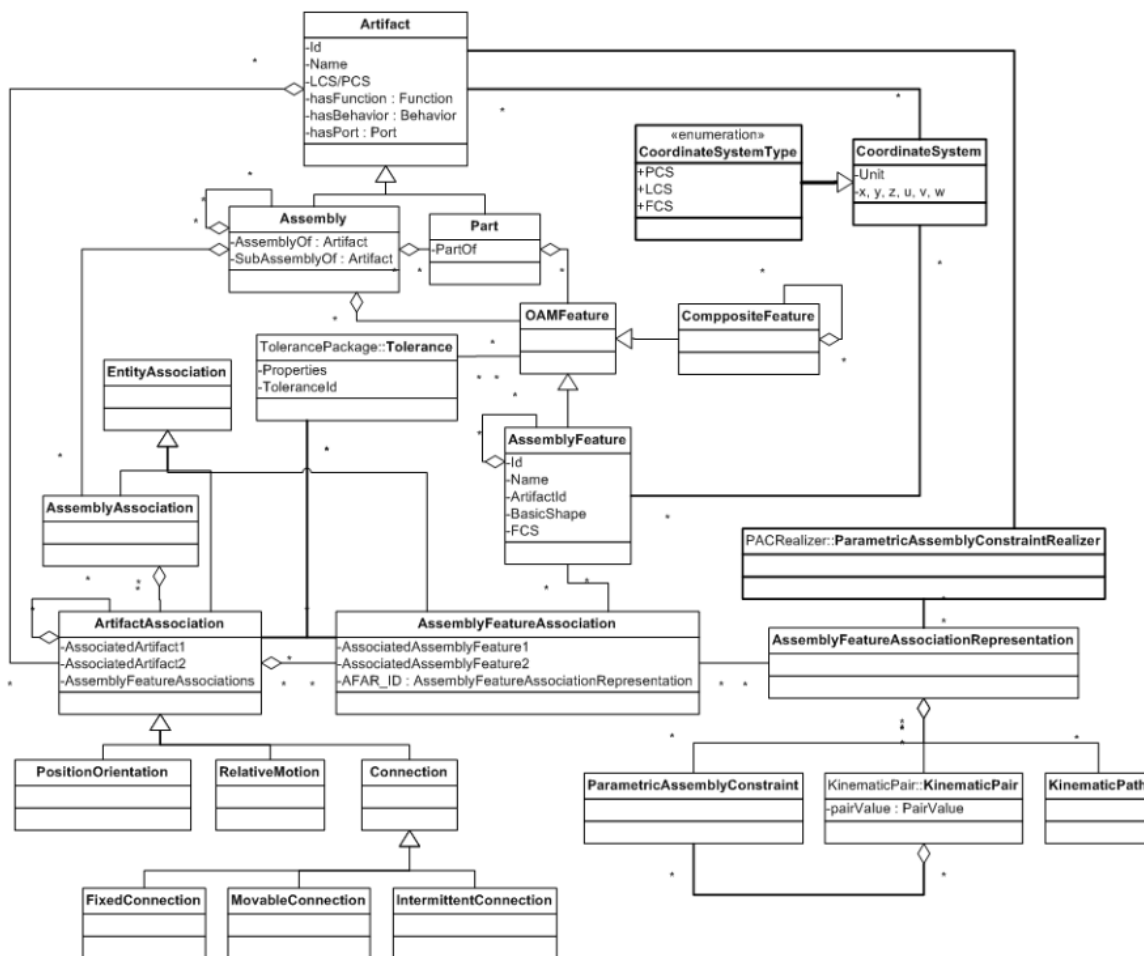 Artifact
-Id
-Name
-LCS/PCS
-hasFunction : Function
-hasBehavior : Behavior
-hasPort : Port
«enumeration»
CoordinateSystemType
+PCS
+LCS
+FCS
CoordinateSystem
-Unit
-x, y, z, u, v, w
Assembly
-AssemblyOf : Artifact
-SubAssemblyOf : Artifact
Part
-PartOf
OAMFeature
ComppositeFeature
TolerancePackage::Tolerance
-Properties
-ToleranceId
EntityAssociation
AssemblyFeature
-Id
-Name
-ArtifactId
-BasicShape
-FCS
AssemblyAssociation
PACRealizer::ParametricAssemblyConstraintRealizer
ArtifactAssociation
-AssociatedArtifact1
-AssociatedArtifact2
-AssemblyFeatureAssociations
AssemblyFeatureAssociation
-AssociatedAssemblyFeature1
-AssociatedAssemblyFeature2
-AFAR_ID : AssemblyFeatureAssociationRepresentation
AssemblyFeatureAssociationRepresentation
PositionOrientation
RelativeMotion
Connection
ParametricAssemblyConstraint
KinematicPair::KinematicPair
-pairValue : PairValue
KinematicPath
FixedConnection
MovableConnection
IntermittentConnection